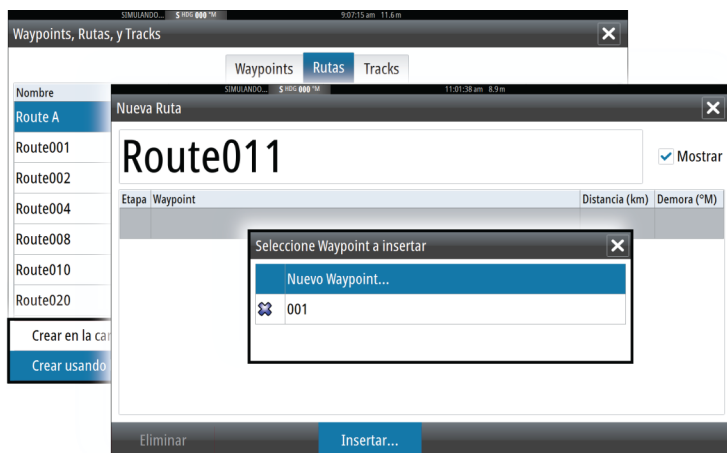 SIMULANDO... S HDG 000 °M 9:07:15 am 11.6 m
Waypoints, Rutas, y Tracks
Waypoints Rutas Tracks
Nombre
Route A
Route001
Route002
Route004
Route008
Route010
Route020
Crear en la car
Crear usando
SIMULANDO... S HDG 000 °M 11:01:38 am 8.9 m
Nueva Ruta
Route011
Mostrar
Etapa Waypoint Distancia (km) Demora (°M)
Seleccione Waypoint a insertar
Nuevo Waypoint...
001
Eliminar Insertar...